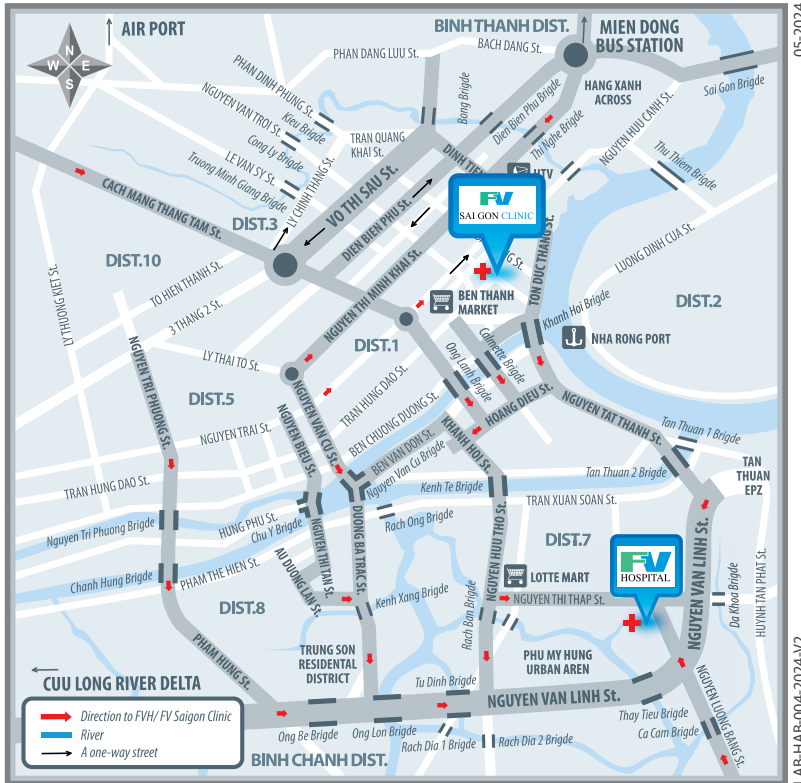 05-2024
AIR PORT
BINH THANH DIST.
MIEN DONG
BUS STATION
N
W E
S
PHAN DANG LUU St.
BACH DANG St.
HANG XANH
ACROSS
Sai Gon Brigde
PHAN DINH PHUNG St.
Kieu Brigde
NGUYEN VAN TROI St.
Cong Ly Brigde
LE VAN SY St.
Truong Minh Giang Brigde
LY CHINH THANG St.
TRAN QUANG
KHAI St.
Bong Brigde
Dien Bien Phu Brigde
Thi Nghe Brigde
NGUYEN HUU CANH St.
Thu Thiem Brigde
DINH TIEN
HTV
CACH MANG THANG TAM St.
DIST.3
VO THI SAU St.
DIEN BIEN PHU St.
FV
SAI GON CLINIC
NG St.
TON DUC THANG St.
LUONG DINH CUA St.
DIST.10
TO HIEN THANH St.
3 THANG 2 St.
LY THUONG KIET St.
NGUYEN THI MINH KHAI St.
BEN THANH
MARKET
DIST.2
Khanh Hoi Brigde
NHA RONG PORT
NGUYEN TRI PHUONG St.
LY THAI TO St.
DIST.1
Calmette Brigde
Ong Lanh Brigde
DIST.5
NGUYEN VAN CU St.
NGUYEN BIEU St.
TRAN HUNG DAO St.
BEN CHUONG DUONG St.
HOANG DIEU St.
NGUYEN TAT THANH St.
NGUYEN TRAI St.
BEN VAN DON St.
Nguyen Van Cu Brigde
THANH HOI St.
Tan Thuan 1 Brigde
Tan Thuan 2 Brigde
TAN
THUAN
EPZ
TRAN HUNG DAO St.
Kenh Te Brigde
TRAN XUAN SOAN St.
HUNG PHU St.
Chu Y Brigde
Rach Ong Brigde
Nguyen Tri Phuong Brigde
NGUYEN THI TAN St.
DUONG BA TRAC St.
NGUYEN HUU THO St.
DIST.7
NGUYEN VAN LINH St.
FV
HOSPITAL
AU DUONG LAN St.
Chanh Hung Brigde
PHAM THE HIEN St.
LOTTE MART
NGUYEN THI THAP St.
Da Khoa Brigde
HUYNH TAN PHAT St.
DIST.8
Kenh Xang Brigde
Rach Ban Brigde
PHAM HUNG St.
TRUNG SON
RESIDENTAL
DISTRICT
PHU MY HUNG
URBAN AREN
CUU LONG RIVER DELTA
Tu Dinh Brigde
NGUYEN VAN LINH St.
NGUYEN LUONG BANG St.
Direction to FVH/ FV Saigon Clinic
River
A one-way street
Ong Be Brigde
Ong Lon Brigde
Rach Dia 1 Brigde
Rach Dia 2 Brigde
Thay Tieu Brigde
Ca Cam Brigde
BINH CHANH DIST.
AB-HAB-004-2024-V2